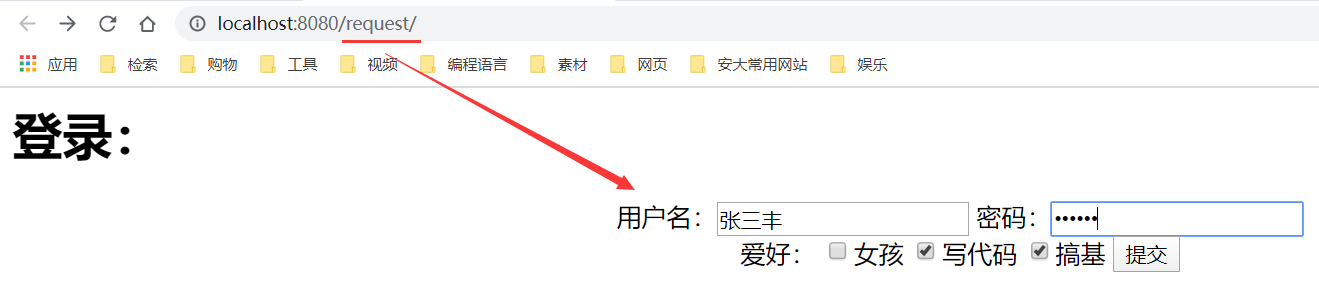 localhost:8080/request/
应用 检索 购物 工具 视频 编程语言 素材 网页 安大常用网站 娱乐
登录：
用户名： 张三丰 密码： ••••••
爱好： 女孩 写代码 搞基 提交